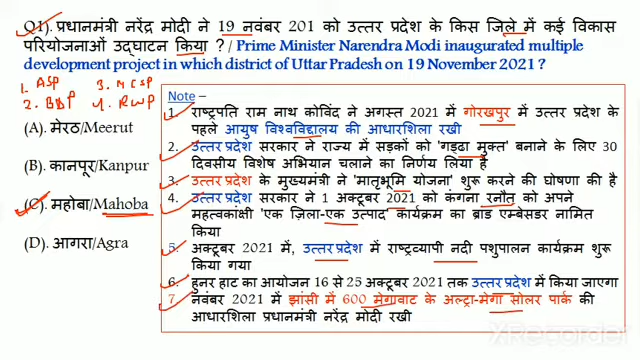 Q1). प्रधानमंत्री नरेंद्र मोदी ने 19 नवंबर 201 को उत्तर प्रदेश के किस जिले में कई विकास
परियोजनाओं उद्घाटन किया ? / Prime Minister Narendra Modi inaugurated multiple
development project in which district of Uttar Pradesh on 19 November 2021 ?
1. ASP 3. MCSP
2. BDP 4. RWP
(A). मेरठ/Meerut
(B). कानपूर/Kanpur
(C). महोबा/Mahoba
(D). आगरा/Agra
Note-
1. राष्ट्रपति राम नाथ कोविन्द ने अगस्त 2021 में गोरखपुर में उत्तर प्रदेश के
पहले आयुष विश्वविद्यालय की आधारशिला रखी
2. उत्तर प्रदेश सरकार ने राज्य में सड़कों को 'गड्ढा मुक्त' बनाने के लिए 30
दिवसीय विशेष अभियान चलाने का निर्णय लिया है
3. उत्तर प्रदेश के मुख्यमंत्री ने 'मातृभूमि योजना' शुरू करने की घोषणा की है
4. उत्तर प्रदेश सरकार ने 1 अक्टूबर 2021 को कंगना रनौत को अपने
महत्वकांक्षी 'एक ज़िला-एक उत्पाद' कार्यक्रम का ब्रांड एम्बेसडर नामित
किया
5. अक्टूबर 2021 में, उत्तर प्रदेश में राष्ट्रव्यापी नदी पशुपालन कार्यक्रम शुरू
किया गया
6. हुनर हाट का आयोजन 16 से 25 अक्टूबर 2021 तक उत्तर प्रदेश में किया जाएगा
7. नवंबर 2021 में झांसी में 600 मेगावाट के अल्ट्रा-मेगा सोलर पार्क की
आधारशिला प्रधानमंत्री नरेंद्र मोदी रखी
XRecorder